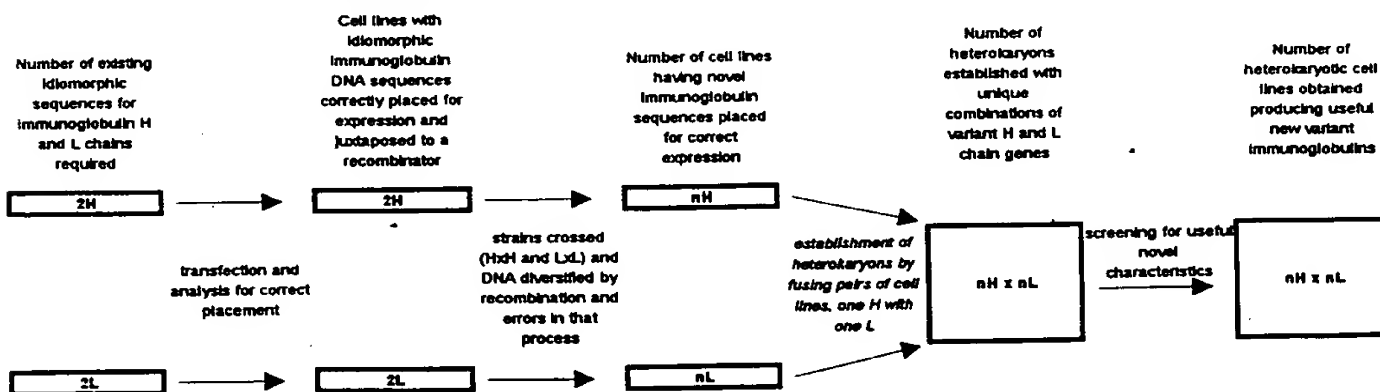 Number of existing
idiomorphic
sequences for
immunoglobulin H
and L chains
required
Cell lines with
idiomorphic
immunoglobulin
DNA sequences
correctly placed for
expression and
juxtaposed to a
recombinator
Number of cell lines
having novel
immunoglobulin
sequences placed
for correct
expression
Number of
heterokaryons
established with
unique
combinations of
variant H and L
chain genes
Number of
heterokaryotic cell
lines obtained
producing useful
new variant
immunoglobulins
2H
2H
nH
transfection and
analysis for correct
placement
strains crossed
(HxH and LxL) and
DNA diversified by
recombination and
errors in that
process
establishment of
heterokaryons by
fusing pairs of cell
lines, one H with
one L
nH x nL
screening for useful
novel
characteristics
nH x nL
2L
2L
nL